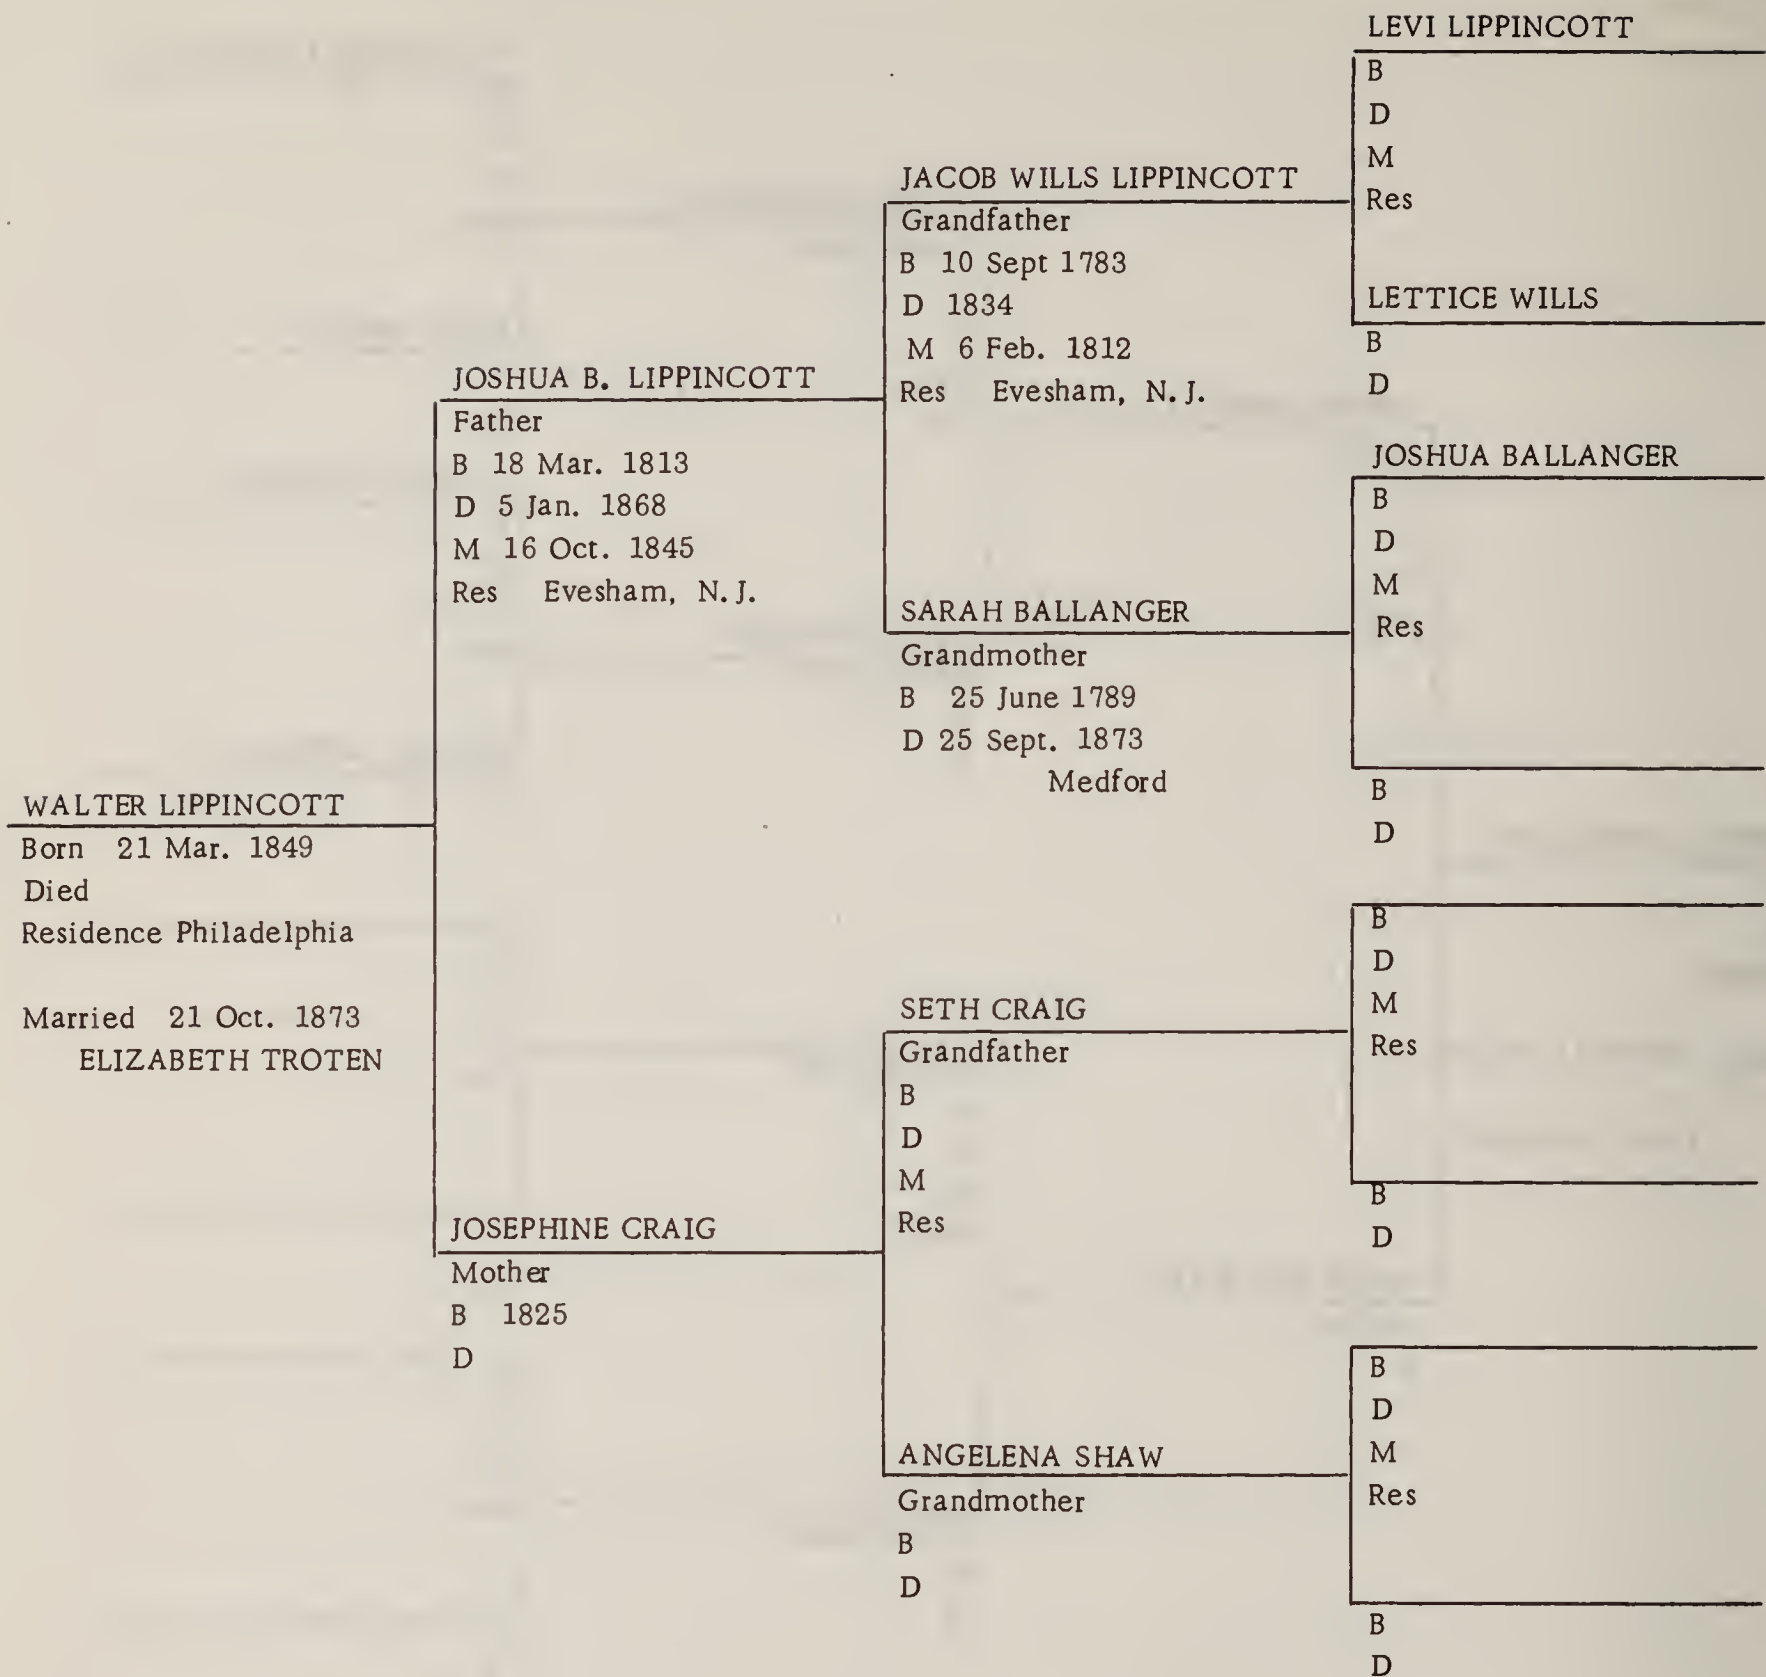 WALTER LIPPINCOTT
Born 21 Mar. 1849
Died
Residence Philadelphia
Married 21 Oct. 1873
ELIZABETH TROTEN
JOSHUA B. LIPPINCOTT
Father
B 18 Mar. 1813
D 5 Jan. 1868
M 16 Oct. 1845
Res Evesham, N.J.
JOSEPHINE CRAIG
Mother
B 1825
D
JACOB WILLS LIPPINCOTT
Grandfather
B 10 Sept 1783
D 1834
M 6 Feb. 1812
Res Evesham, N.J.
SARAH BALLANGER
Grandmother
B 25 June 1789
D 25 Sept. 1873
Medford
SETH CRAIG
Grandfather
B
D
M
Res
ANGELENA SHAW
Grandmother
B
D
LEVI LIPPINCOTT
B
D
M
Res
LETTICE WILLS
B
D
JOSHUA BALLANGER
B
D
M
Res
B
D
B
D
M
Res
B
D
B
D
M
Res
B
D